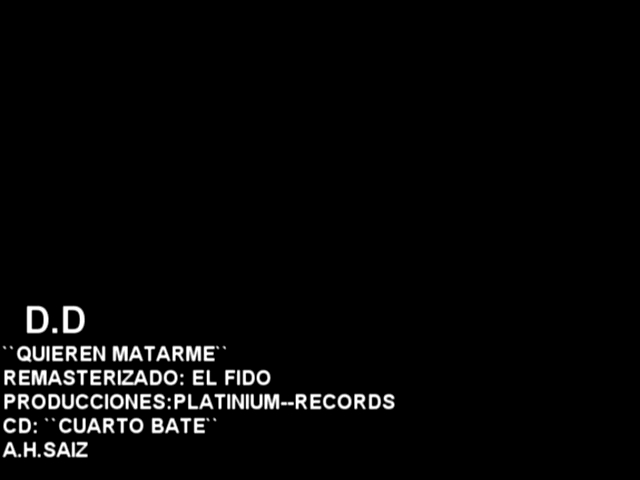 D.D
``QUIEREN MATARME``
REMASTERIZADO: EL FIDO
PRODUCCIONES:PLATINIUM--RECORDS
CD: ``CUARTO BATE``
A.H.SAIZ